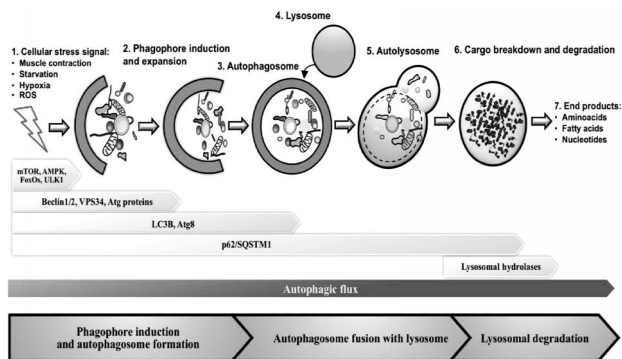 4. Lysosome
1. Cellular stress signal:
• Muscle contraction
• Starvation
• Hypoxia
• ROS
2. Phagophore induction
and expansion
3. Autophagosome
5. Autolysosome
6. Cargo breakdown and degradation
7. End products:
• Aminoacids
• Fatty acids
• Nucleotides
mTOR, AMPK,
FoxOs, ULK1
Beclin1/2, VPS34, Atg proteins
LC3B, Atg8
p62/SQSTM1
Lysosomal hydrolases
Autophagic flux
Phagophore induction
and autophagosome formation
Autophagosome fusion with lysosome
Lysosomal degradation